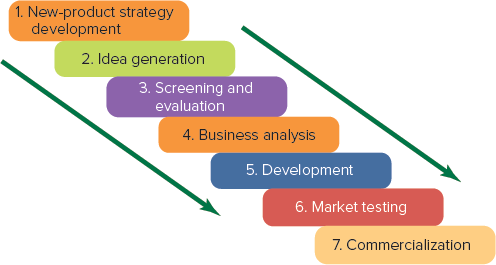 1. New-product strategy
development
2. Idea generation
3. Screening and
evaluation
4. Business analysis
5. Development
6. Market testing
7. Commercialization